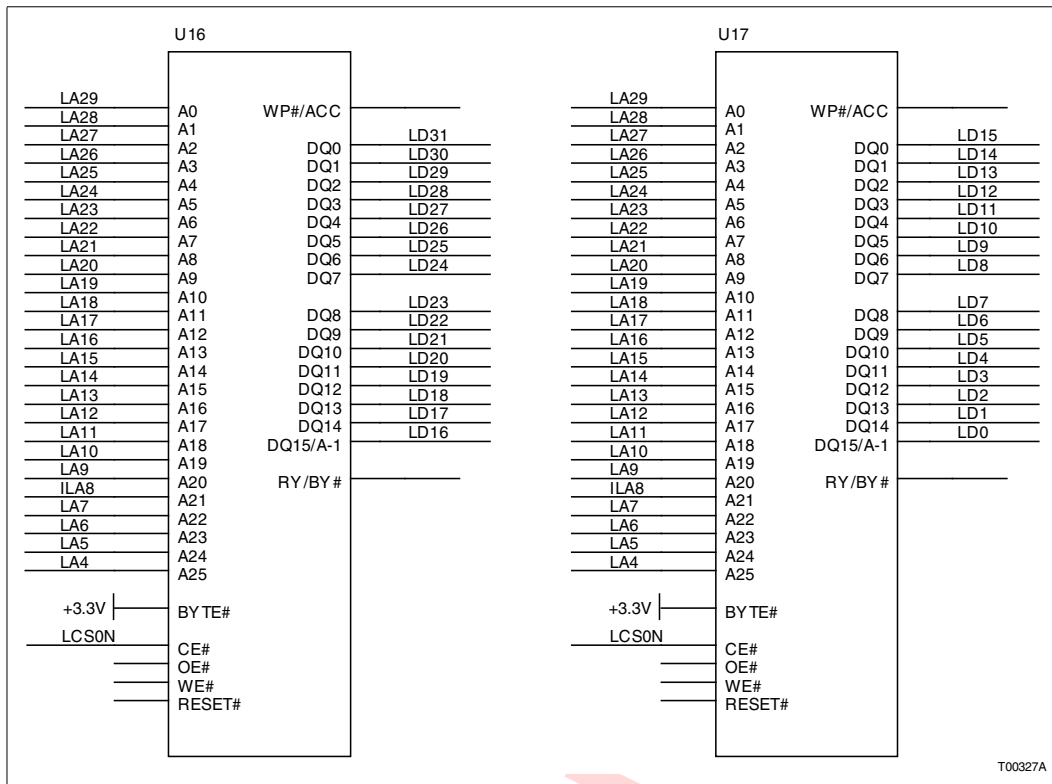 U16
LA29
LA28
LA27
LA26
LA25
LA24
LA23
LA22
LA21
LA20
LA19
LA18
LA17
LA16
LA15
LA14
LA13
LA12
LA11
LA10
LA9
ILA8
LA7
LA6
LA5
LA4
+3.3V
LCS0N
A0
A1
A2
A3
A4
A5
A6
A7
A8
A9
A10
A11
A12
A13
A14
A15
A16
A17
A18
A19
A20
A21
A22
A23
A24
A25
BYTE#
CE#
OE#
WE#
RESET#
WP#/ACC
DQ0
DQ1
DQ2
DQ3
DQ4
DQ5
DQ6
DQ7
DQ8
DQ9
DQ10
DQ11
DQ12
DQ13
DQ14
DQ15/A-1
RY/BY#
LD31
LD30
LD29
LD28
LD27
LD26
LD25
LD24
LD23
LD22
LD21
LD20
LD19
LD18
LD17
LD16
U17
LA29
LA28
LA27
LA26
LA25
LA24
LA23
LA22
LA21
LA20
LA19
LA18
LA17
LA16
LA15
LA14
LA13
LA12
LA11
LA10
LA9
ILA8
LA7
LA6
LA5
LA4
+3.3V
LCS0N
A0
A1
A2
A3
A4
A5
A6
A7
A8
A9
A10
A11
A12
A13
A14
A15
A16
A17
A18
A19
A20
A21
A22
A23
A24
A25
BYTE#
CE#
OE#
WE#
RESET#
WP#/ACC
DQ0
DQ1
DQ2
DQ3
DQ4
DQ5
DQ6
DQ7
DQ8
DQ9
DQ10
DQ11
DQ12
DQ13
DQ14
DQ15/A-1
RY/BY#
LD15
LD14
LD13
LD12
LD11
LD10
LD9
LD8
LD7
LD6
LD5
LD4
LD3
LD2
LD1
LD0
T00327A